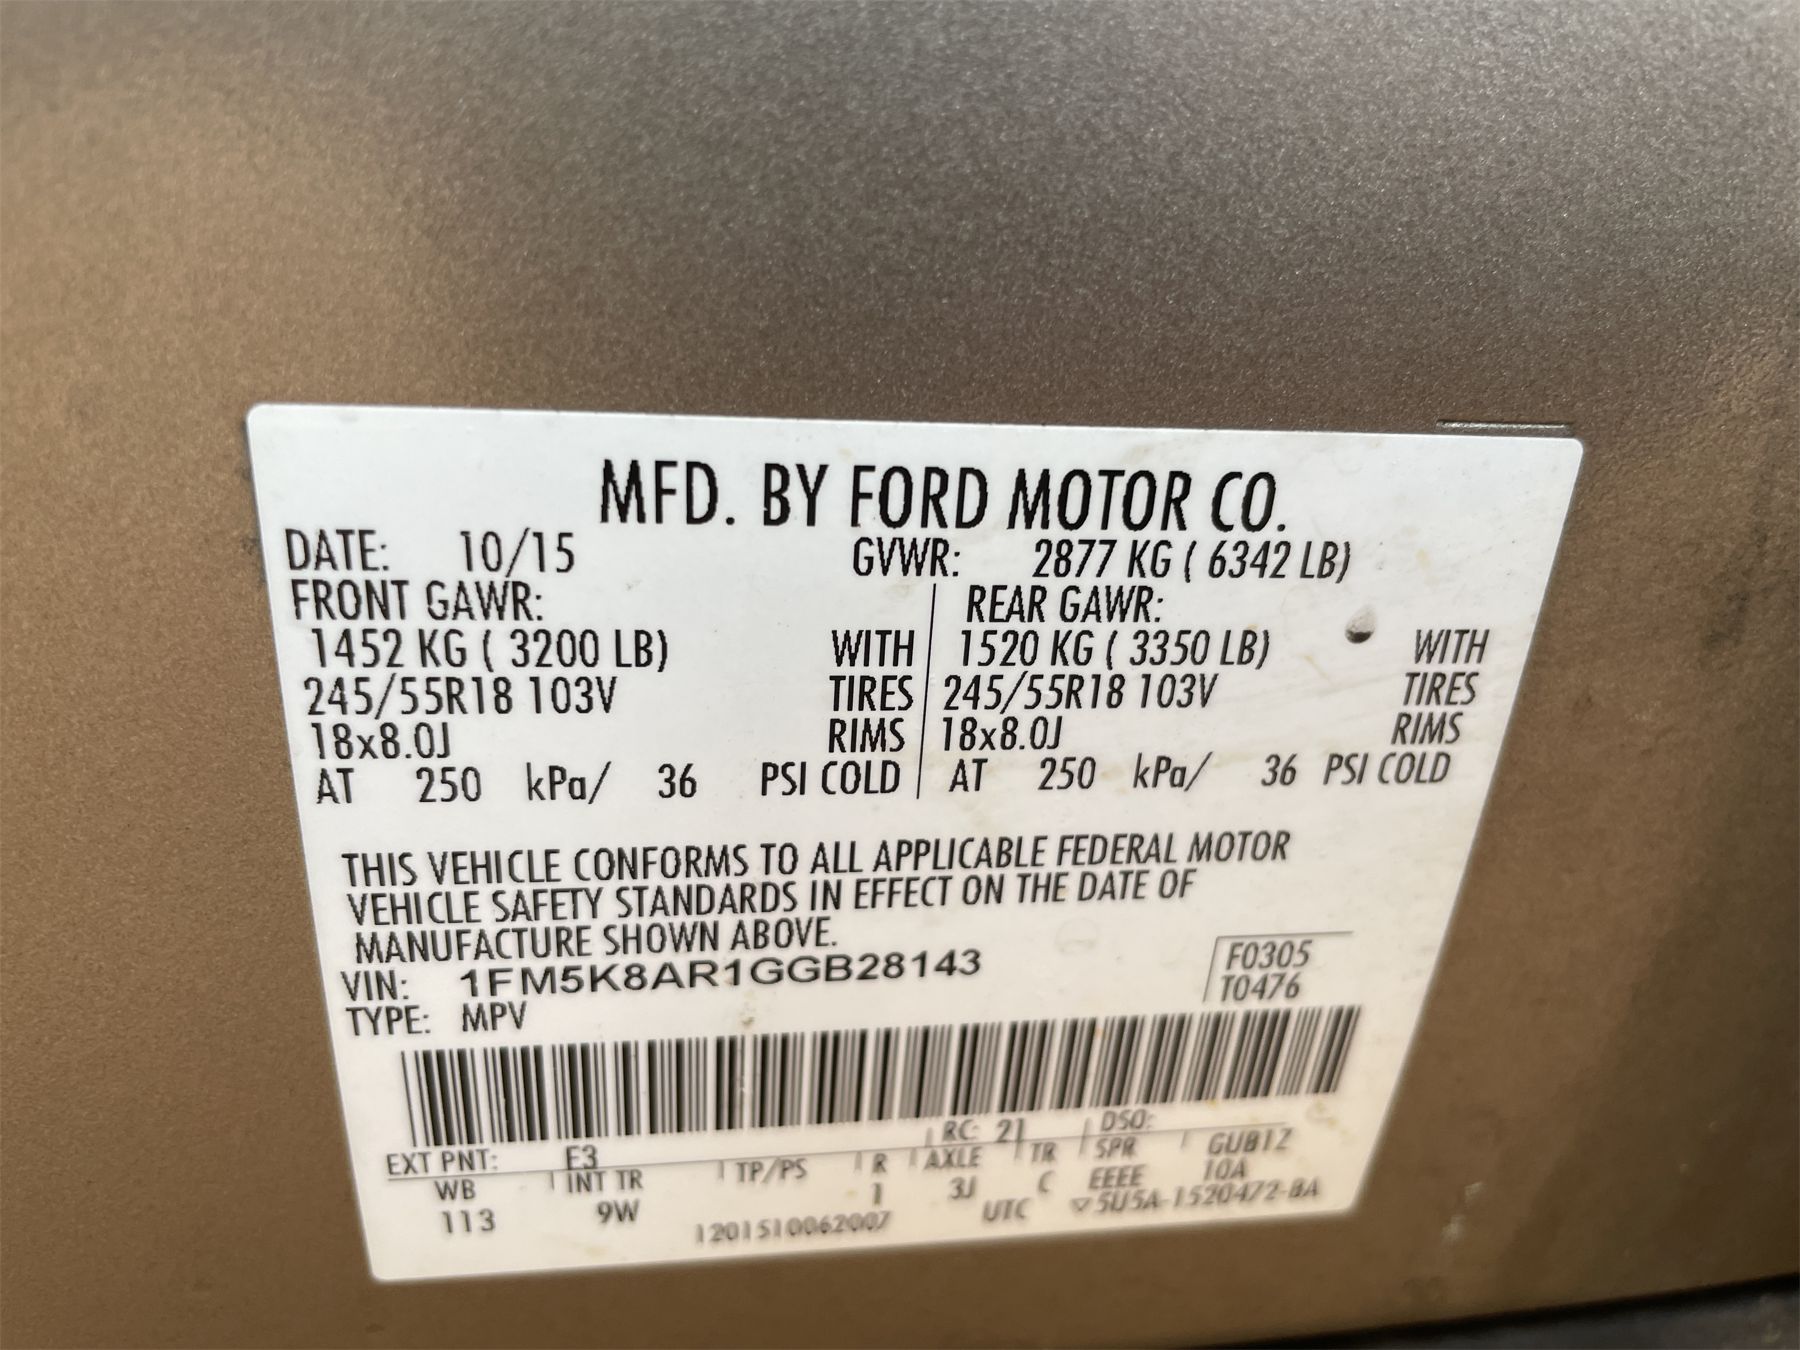 MFD. BY FORD MOTOR CO.
DATE: 10/15 GVWR: 2877 KG ( 6342 LB)
FRONT GAWR: REAR GAWR:
1452 KG ( 3200 LB) WITH 1520 KG ( 3350 LB) WITH
245/55R18 103V TIRES 245/55R18 103V TIRES
18x8.0J RIMS 18x8.0J RIMS
AT 250 kPa/ 36 PSI COLD AT 250 kPa/ 36 PSI COLD
THIS VEHICLE CONFORMS TO ALL APPLICABLE FEDERAL MOTOR
VEHICLE SAFETY STANDARDS IN EFFECT ON THE DATE OF
MANUFACTURE SHOWN ABOVE.
VIN: 1FM5K8AR1GGB28143
TYPE: MPV
F0305
T0476
EXT PNT: E3 RC: 21 DSO:
WB INT TR TP/PS R AXLE TR SPR GUB1Z
113 9W 1 3J C EEEE 10A
1201510062007 UTC ▽5U5A-1520472-BA